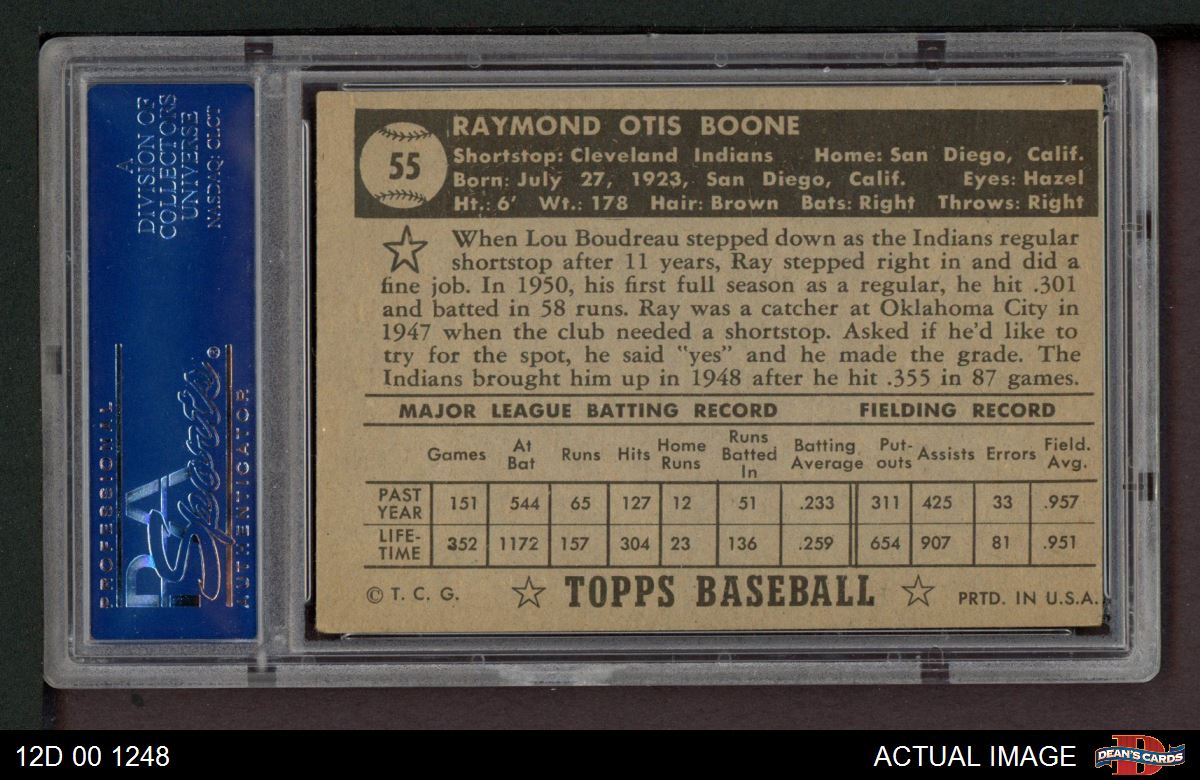 A
DIVISION OF
COLLECTORS
UNIVERSE
NASDAQ: CLCT
PROFESSIONAL
PSA
Sports®
AUTHENTICATOR
55
RAYMOND OTIS BOONE
Shortstop: Cleveland Indians Home: San Diego, Calif.
Born: July 27, 1923, San Diego, Calif. Eyes: Hazel
Ht.: 6' Wt.: 178 Hair: Brown Bats: Right Throws: Right
When Lou Boudreau stepped down as the Indians regular
shortstop after 11 years, Ray stepped right in and did a
fine job. In 1950, his first full season as a regular, he hit .301
and batted in 58 runs. Ray was a catcher at Oklahoma City in
1947 when the club needed a shortstop. Asked if he'd like to
try for the spot, he said "yes" and he made the grade. The
Indians brought him up in 1948 after he hit .355 in 87 games.
MAJOR LEAGUE BATTING RECORD FIELDING RECORD
Games At Bat Runs Hits Home Runs Runs Batted In Batting Average Put-outs Assists Errors Field. Avg.
PAST YEAR 151 544 65 127 12 51 .233 311 425 33 .957
LIFE-TIME 352 1172 157 304 23 136 .259 654 907 81 .951
© T. C. G. TOPPS BASEBALL PRTD. IN U.S.A.
12D 00 1248 ACTUAL IMAGE D DEAN'S CARDS